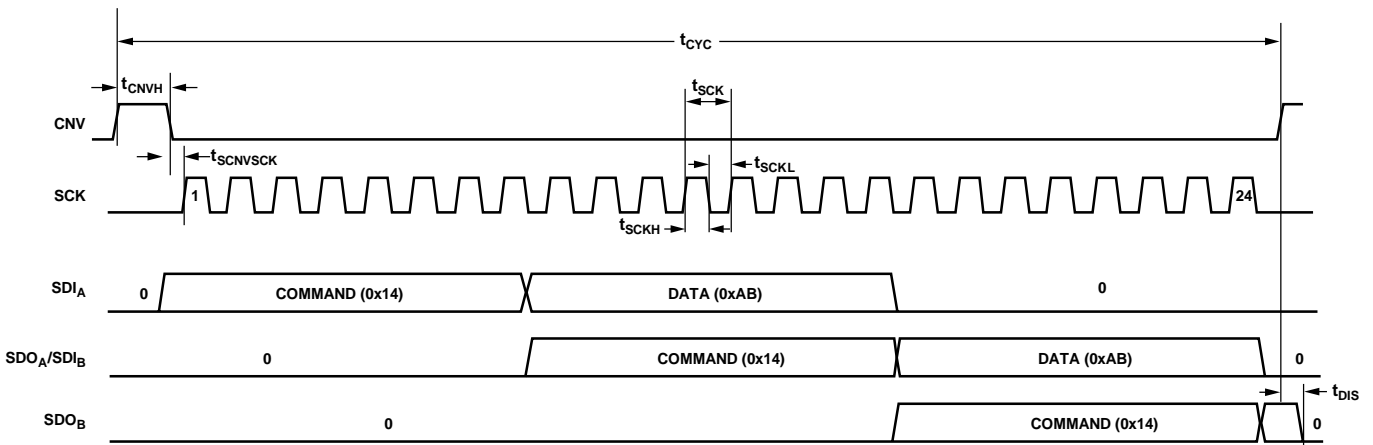 tCYC
tCNVH
tSCK
CNV
tSCNVSCK
tSCKL
SCK
1
24
tSCKH
SDIA
0
COMMAND (0x14)
DATA (0xAB)
0
SDOA/SDIB
0
COMMAND (0x14)
DATA (0xAB)
0
tDIS
SDOB
0
COMMAND (0x14)
0